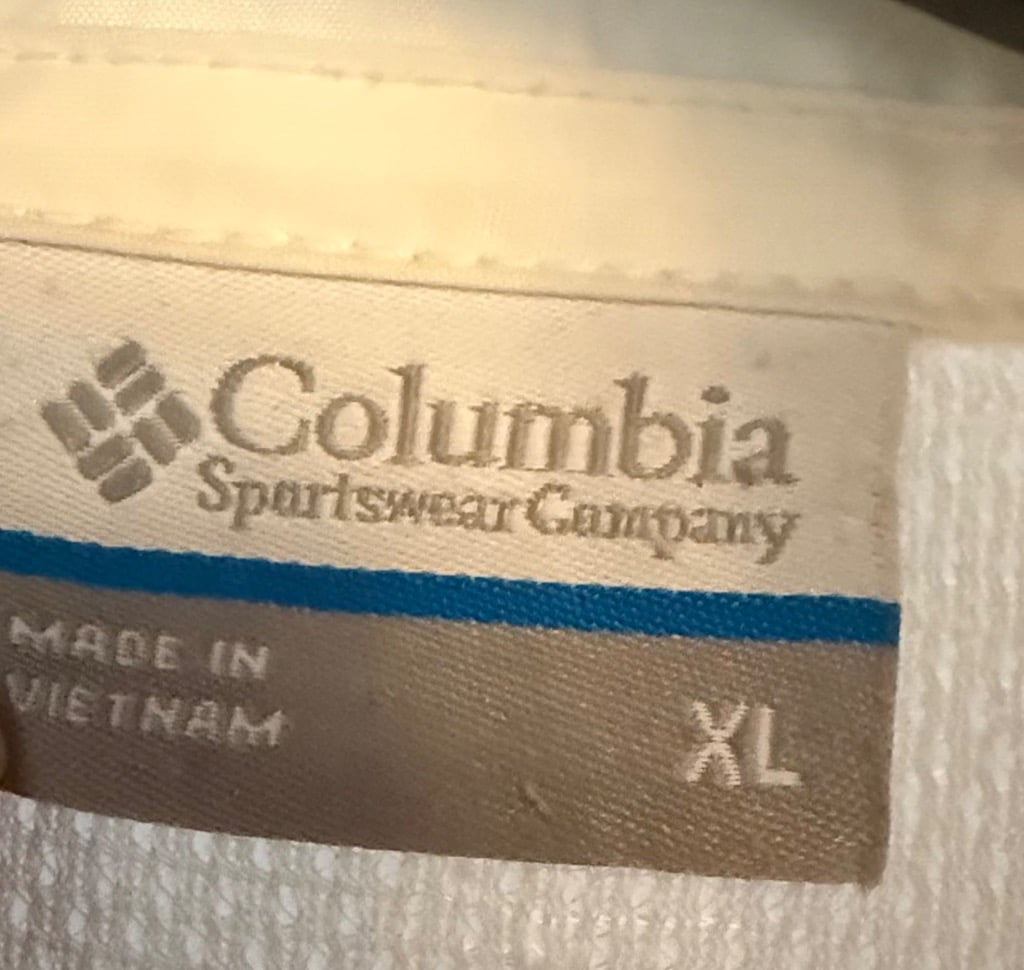 Columbia
Sportswear Company
MADE IN
VIETNAM
XL